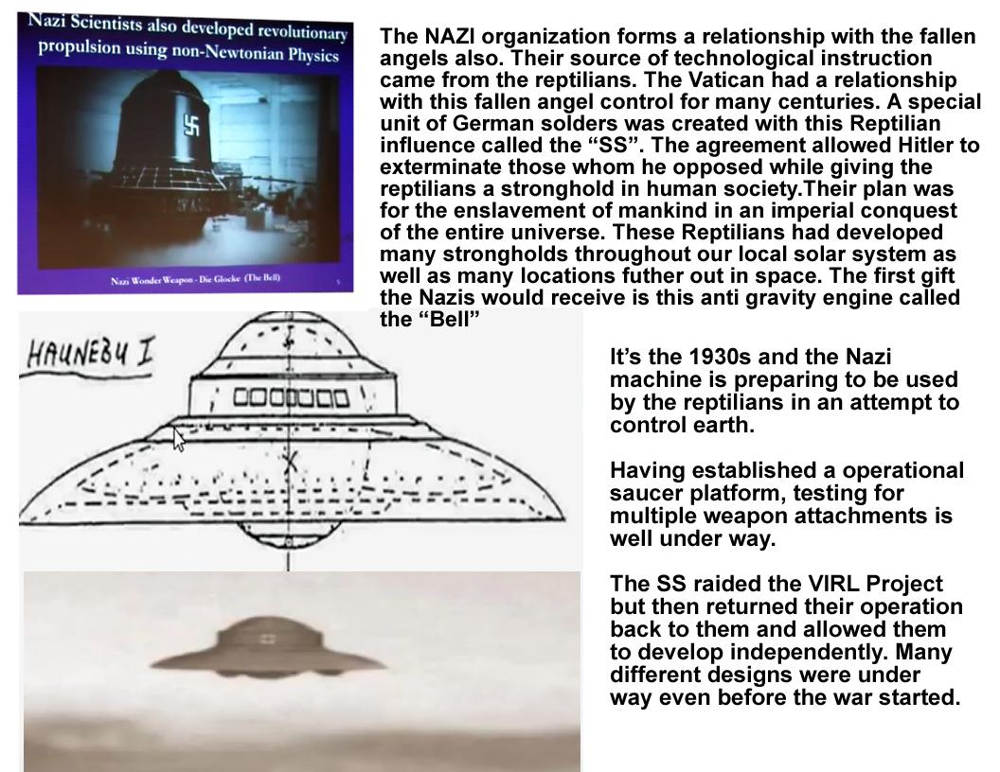 Nazi Scientists also developed revolutionary
propulsion using non-Newtonian Physics
Nazi Wonder Weapon - Die Glocke (The Bell)
5
The NAZI organization forms a relationship with the fallen
angels also. Their source of technological instruction
came from the reptilians. The Vatican had a relationship
with this fallen angel control for many centuries. A special
unit of German solders was created with this Reptilian
influence called the “SS”. The agreement allowed Hitler to
exterminate those whom he opposed while giving the
reptilians a stronghold in human society.Their plan was
for the enslavement of mankind in an imperial conquest
of the entire universe. These Reptilians had developed
many strongholds throughout our local solar system as
well as many locations futher out in space. The first gift
the Nazis would receive is this anti gravity engine called
the “Bell”
HAUNEBU I
It’s the 1930s and the Nazi
machine is preparing to be used
by the reptilians in an attempt to
control earth.
Having established a operational
saucer platform, testing for
multiple weapon attachments is
well under way.
The SS raided the VIRL Project
but then returned their operation
back to them and allowed them
to develop independently. Many
different designs were under
way even before the war started.